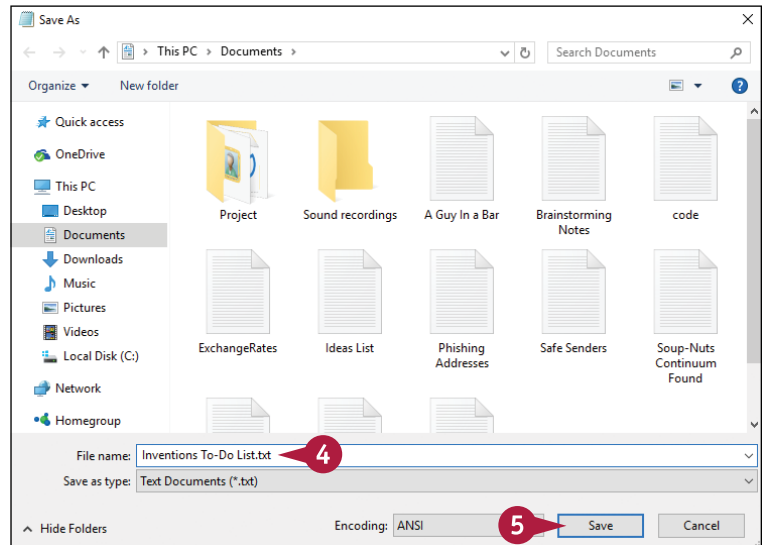 Save As
This PC > Documents >
Search Documents
Organize
New folder
Quick access
OneDrive
This PC
Desktop
Documents
Downloads
Music
Pictures
Videos
Local Disk (C:)
Network
Homegroup
Project
Sound recordings
A Guy In a Bar
Brainstorming
Notes
code
ExchangeRates
Ideas List
Phishing
Addresses
Safe Senders
Soup-Nuts
Continuum
Found
File name: Inventions To-Do List.txt
4
Save as type: Text Documents (*.txt)
Hide Folders
Encoding: ANSI
5
Save
Cancel